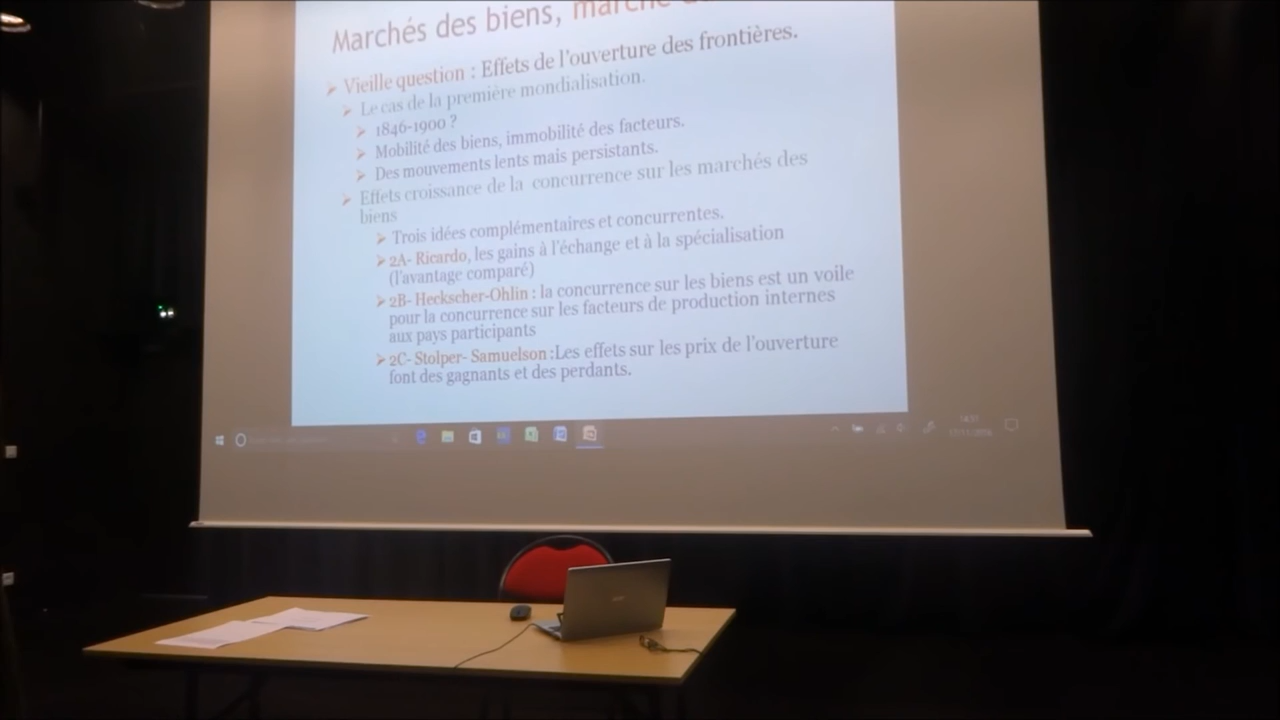 Marchés des biens, marché
Vieille question : Effets de l'ouverture des frontières.
Le cas de la première mondialisation.
1846-1900 ?
Mobilité des biens, immobilité des facteurs.
Des mouvements lents mais persistants.
Effets croissance de la concurrence sur les marchés des
biens
Trois idées complémentaires et concurrentes.
2A- Ricardo, les gains à l'échange et à la spécialisation
(l'avantage comparé)
2B- Heckscher-Ohlin : la concurrence sur les biens est un voile
pour la concurrence sur les facteurs de production internes
aux pays participants
2C- Stolper- Samuelson :Les effets sur les prix de l'ouverture
font des gagnants et des perdants.